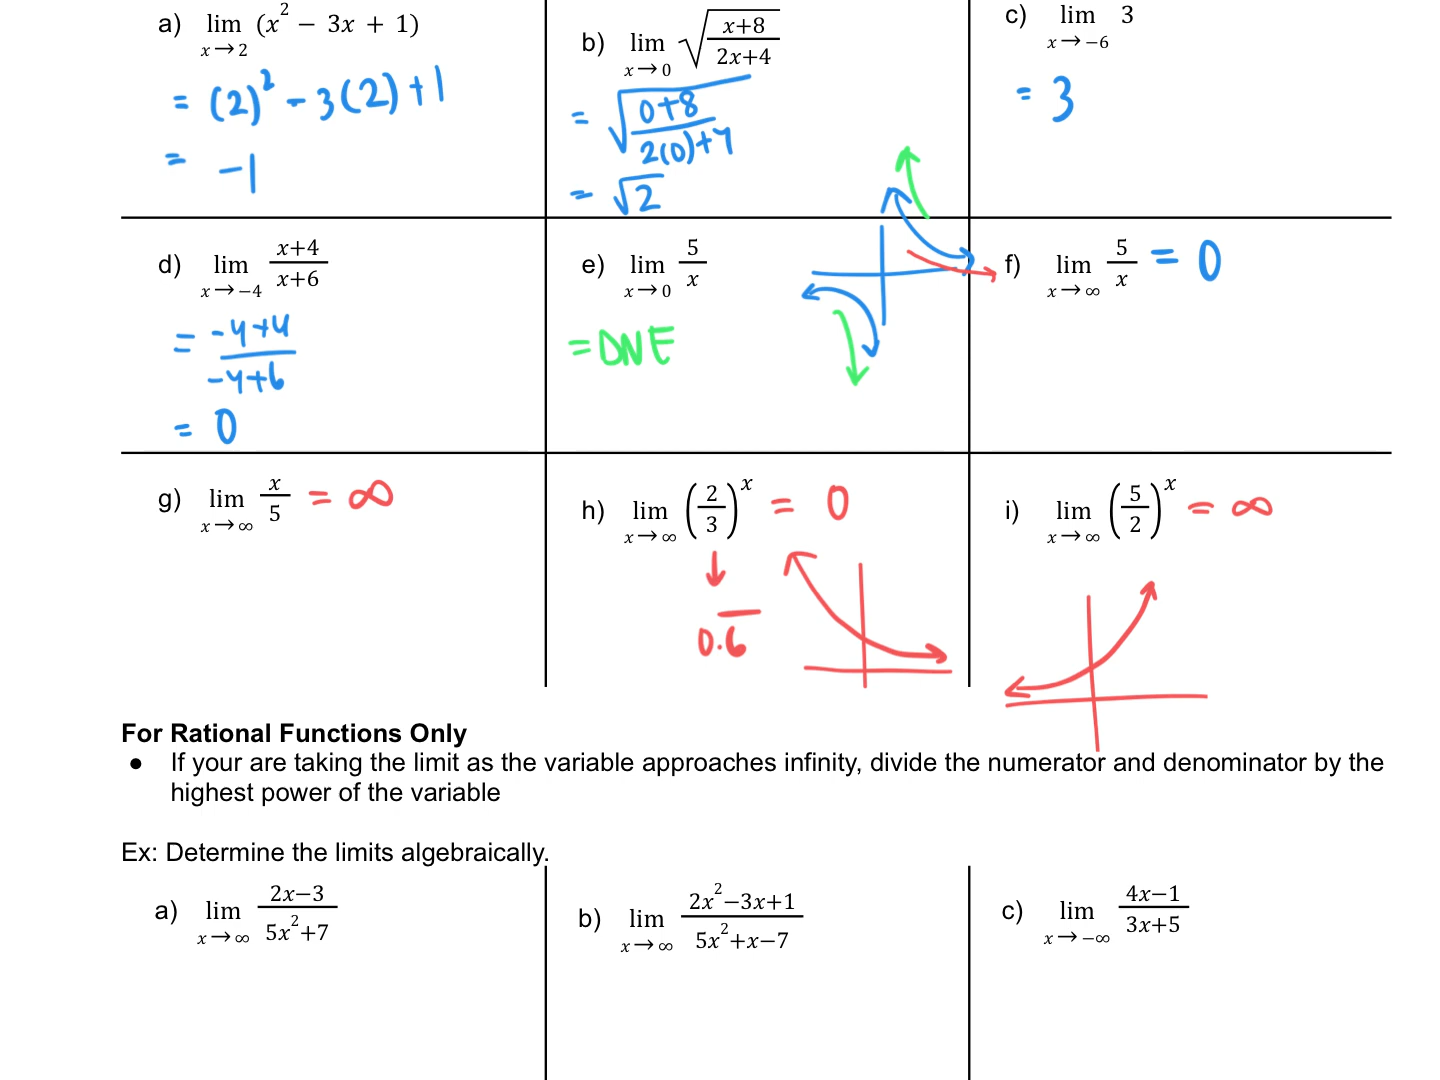 a) lim x→2 (x² − 3x + 1)
= (2)² - 3(2) + 1
= -1
b) lim x→0 √((x+8)/(2x+4))
= √((0+8)/(2(0)+4))
= √2
c) lim x→−6 3
= 3
d) lim x→−4 (x+4)/(x+6)
= (-4+4)/(-4+6)
= 0
e) lim x→0 5/x
= DNE
f) lim x→∞ 5/x = 0
g) lim x→∞ x/5 = ∞
h) lim x→∞ (2/3)^x = 0
↓
0.6̅
i) lim x→∞ (5/2)^x = ∞
For Rational Functions Only
● If your are taking the limit as the variable approaches infinity, divide the numerator and denominator by the
highest power of the variable
Ex: Determine the limits algebraically.
a) lim x→∞ (2x−3)/(5x²+7)
b) lim x→∞ (2x²−3x+1)/(5x²+x−7)
c) lim x→−∞ (4x−1)/(3x+5)